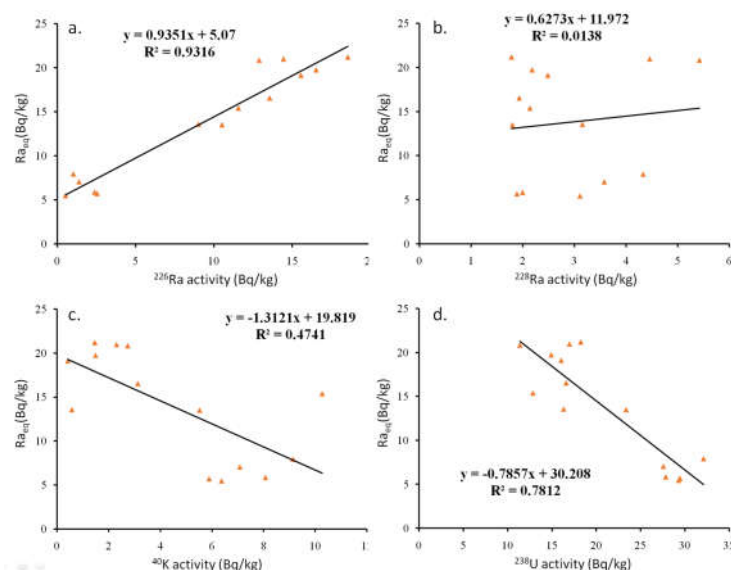 a.
y = 0.9351x + 5.07
R² = 0.9316
25
20
15
10
5
0
Raeq(Bq/kg)
0 5 10 15 2
²²⁶Ra activity (Bq/kg)
b.
y = 0.6273x + 11.972
R² = 0.0138
25
20
15
10
5
0
Raeq(Bq/kg)
0 1 2 3 4 5 6
²²⁸Ra activity (Bq/kg)
c.
y = -1.3121x + 19.819
R² = 0.4741
25
20
15
10
5
0
Raeq(Bq/kg)
0 2 4 6 8 10
⁴⁰K activity (Bq/kg)
d.
y = -0.7857x + 30.208
R² = 0.7812
25
20
15
10
5
0
Raeq(Bq/kg)
0 5 10 15 20 25 30 35
²³⁸U activity (Bq/kg)